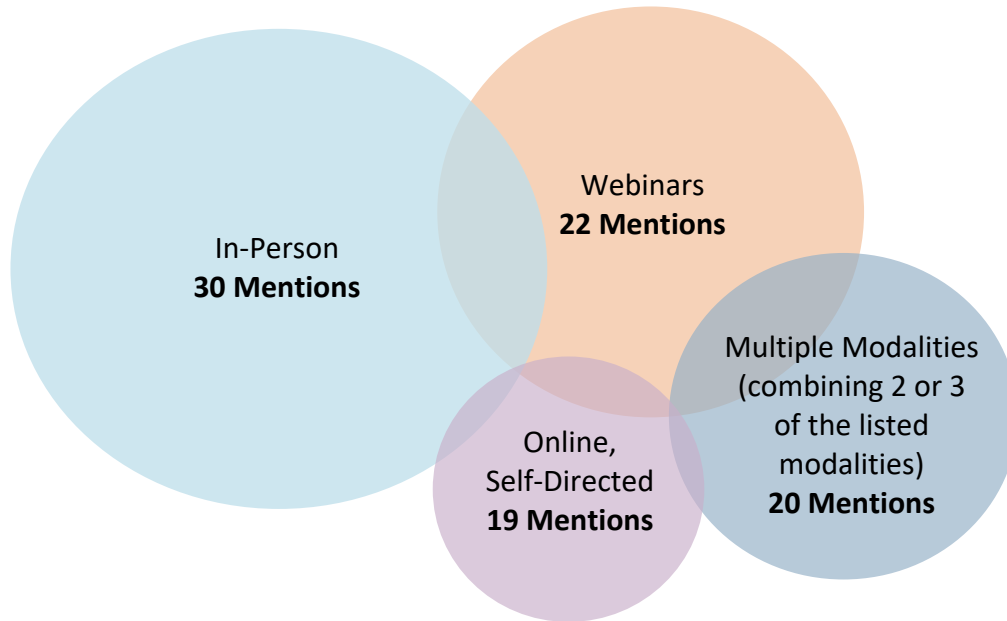 Webinars
22 Mentions
In-Person
30 Mentions
Multiple Modalities
(combining 2 or 3
of the listed
modalities)
20 Mentions
Online,
Self-Directed
19 Mentions